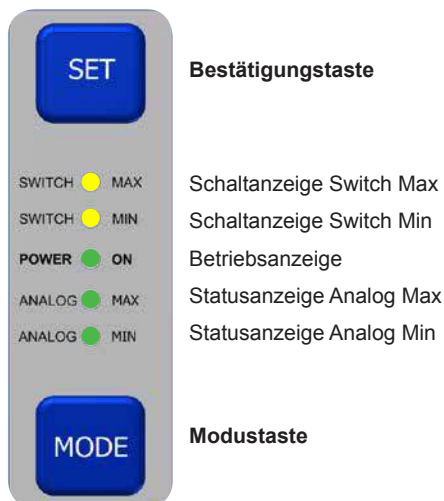 SET Bestätigungstaste
SWITCH MAX Schaltanzeige Switch Max
SWITCH MIN Schaltanzeige Switch Min
POWER ON Betriebsanzeige
ANALOG MAX Statusanzeige Analog Max
ANALOG MIN Statusanzeige Analog Min
MODE Modustaste